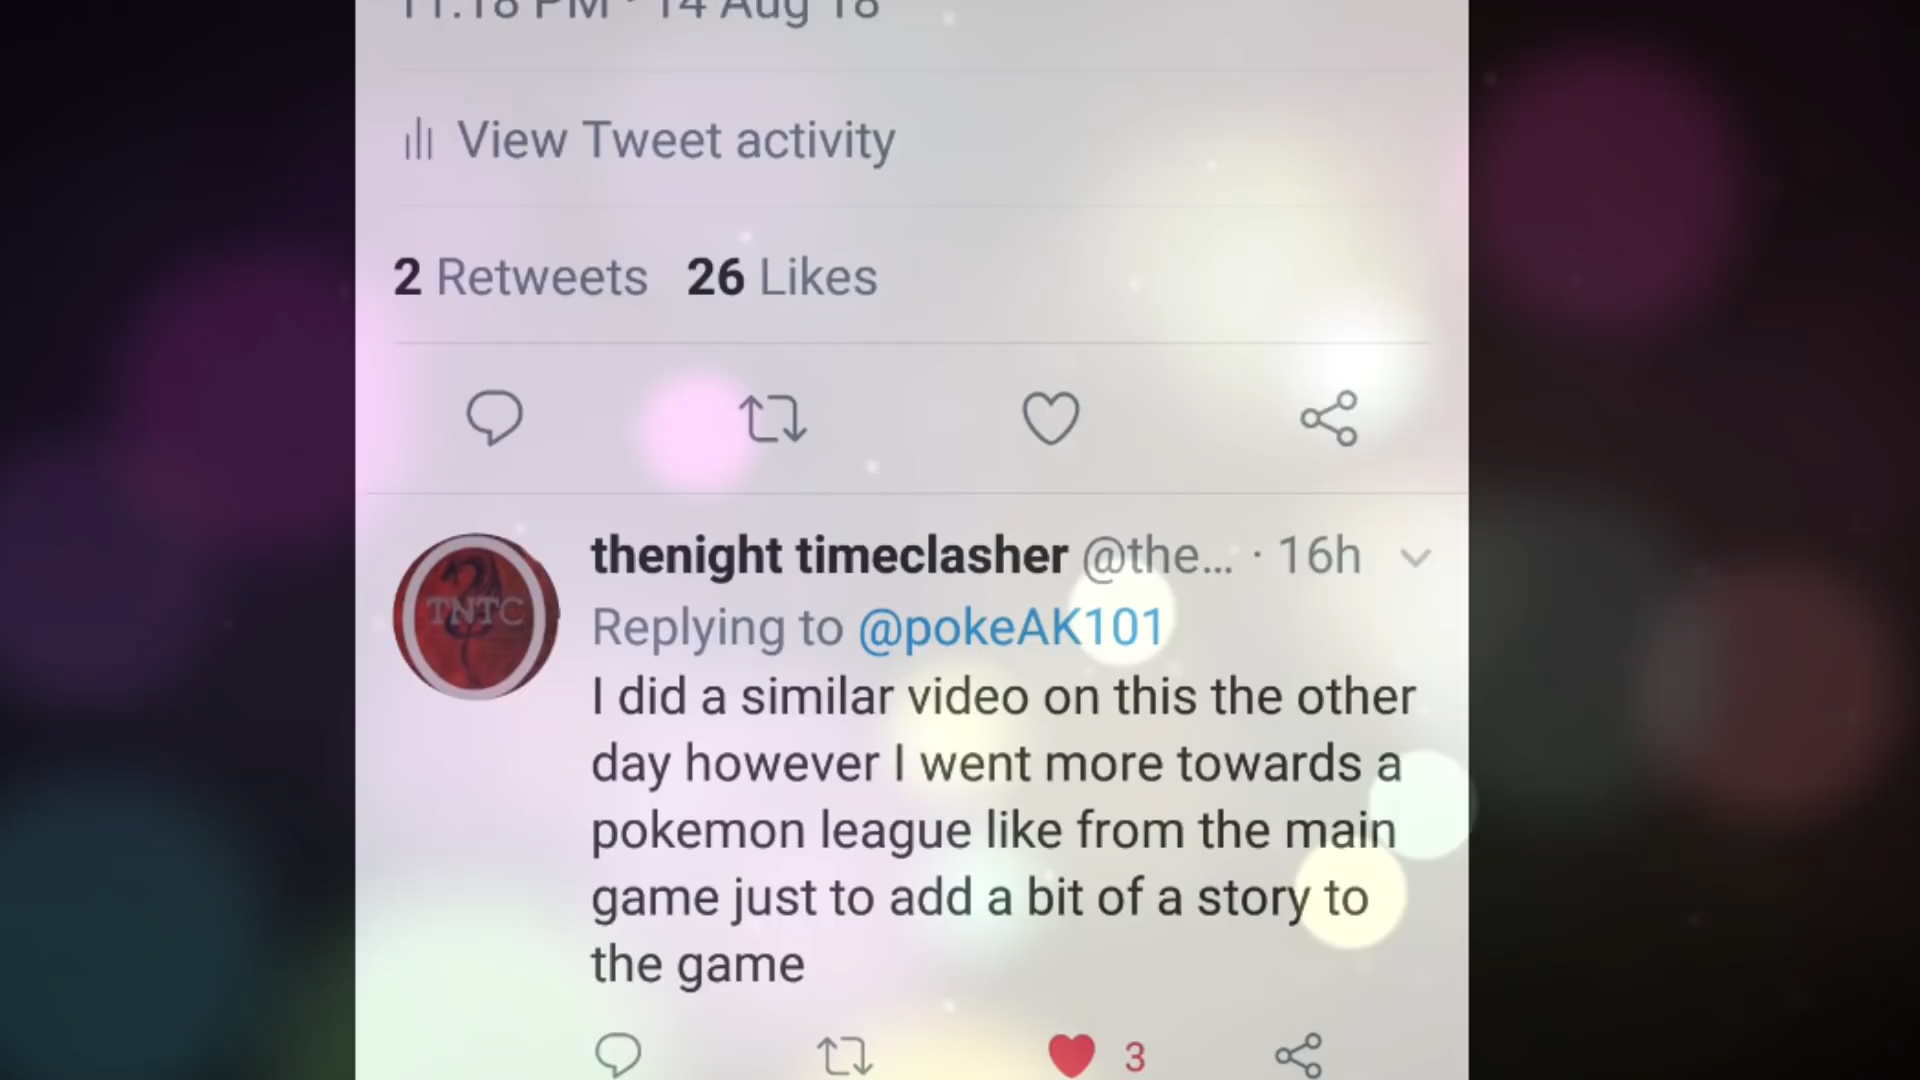 11:18 PM · 14 Aug 18
View Tweet activity
2 Retweets 26 Likes
thenight timeclasher @the... · 16h
TNTC
Replying to @pokeAK101
I did a similar video on this the other
day however I went more towards a
pokemon league like from the main
game just to add a bit of a story to
the game
3